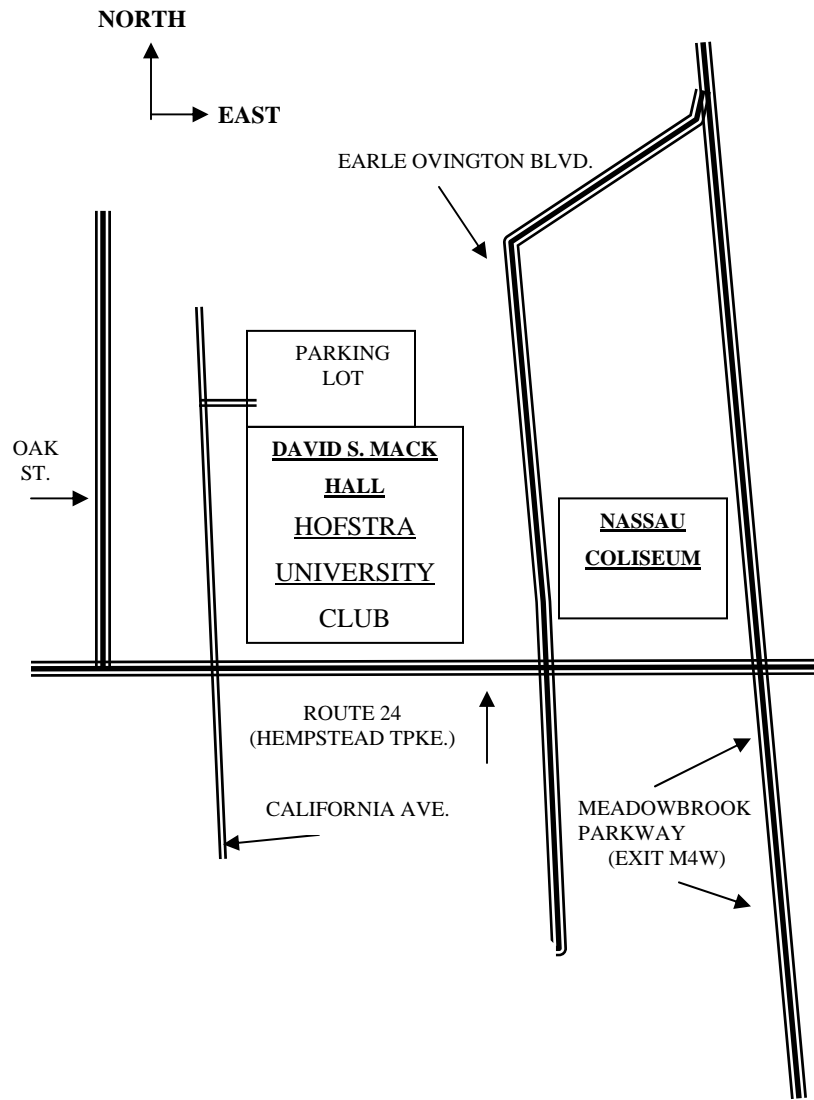 NORTH
EAST
EARLE OVINGTON BLVD.
PARKING
LOT
OAK
ST.
DAVID S. MACK
HALL
HOFSTRA
UNIVERSITY
CLUB
NASSAU
COLISEUM
ROUTE 24
(HEMPSTEAD TPKE.)
CALIFORNIA AVE.
MEADOWBROOK
PARKWAY
(EXIT M4W)